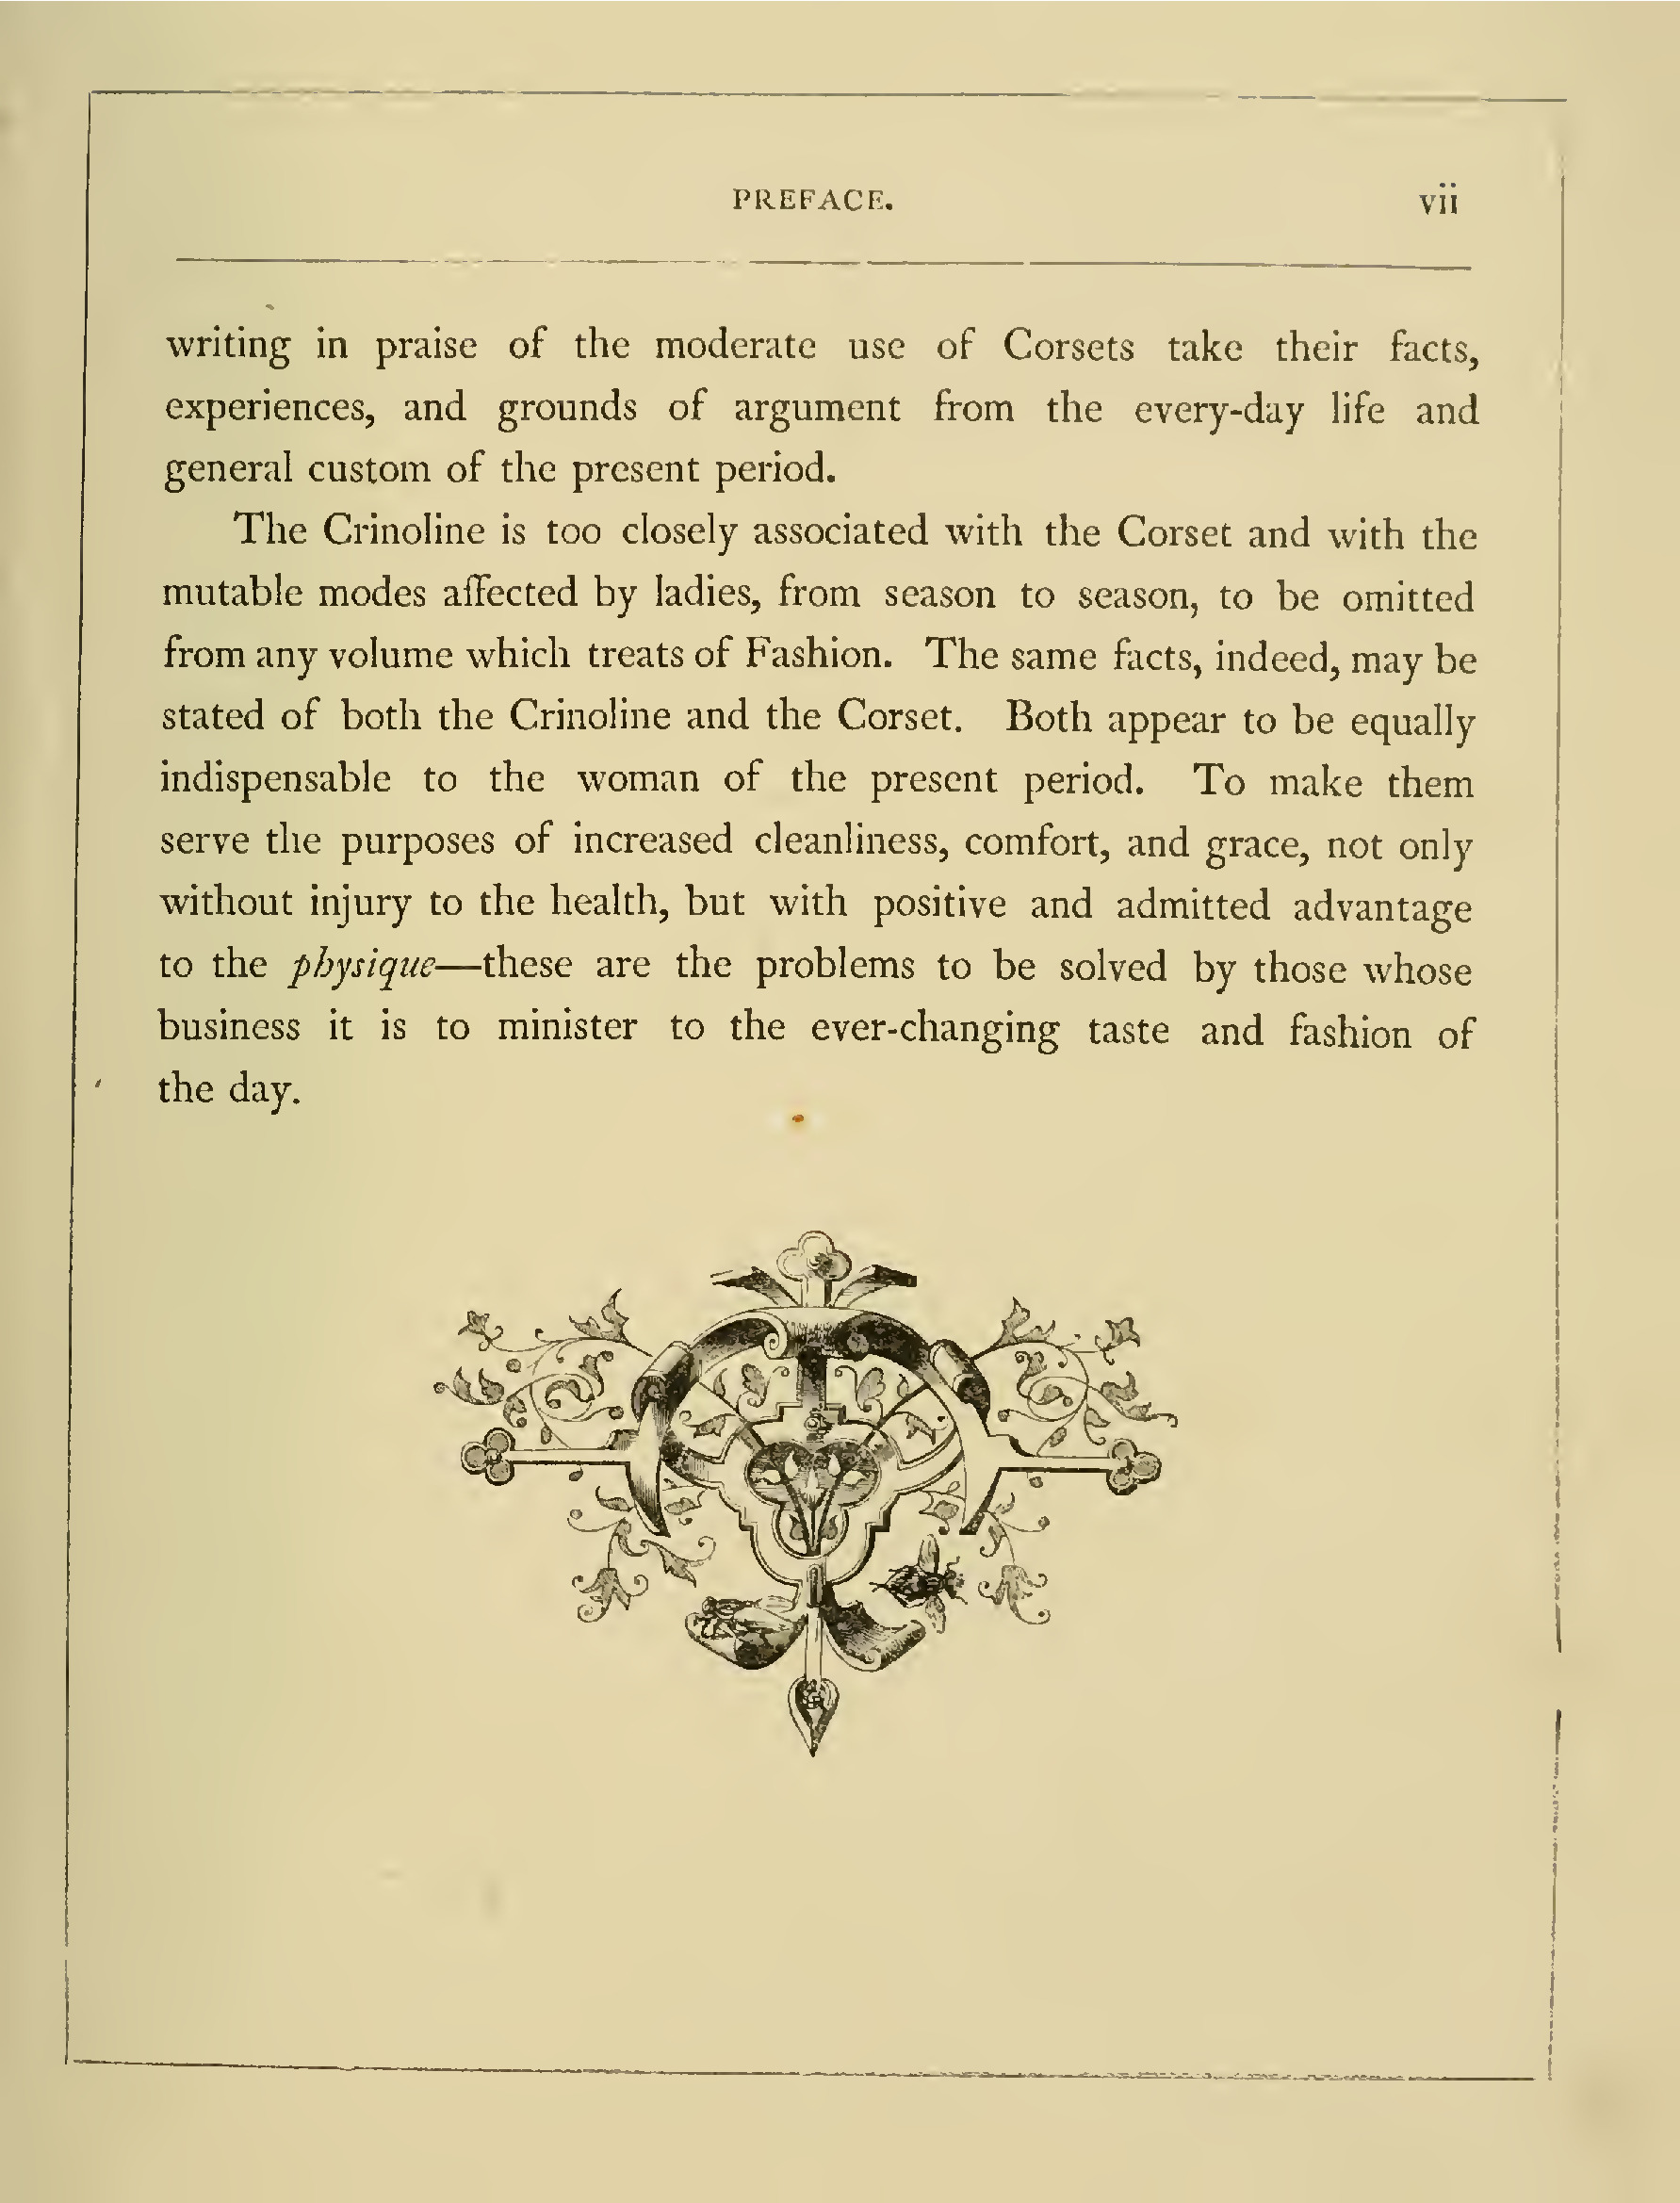 PREFACE. vii
writing in praise of the moderate use of Corsets take their facts,
experiences, and grounds of argument from the every-day life and
general custom of the present period.
The Crinoline is too closely associated with the Corset and with the
mutable modes affected by ladies, from season to season, to be omitted
from any volume which treats of Fashion. The same facts, indeed, may be
stated of both the Crinoline and the Corset. Both appear to be equally
indispensable to the woman of the present period. To make them
serve the purposes of increased cleanliness, comfort, and grace, not only
without injury to the health, but with positive and admitted advantage
to the physique—these are the problems to be solved by those whose
business it is to minister to the ever-changing taste and fashion of
the day.